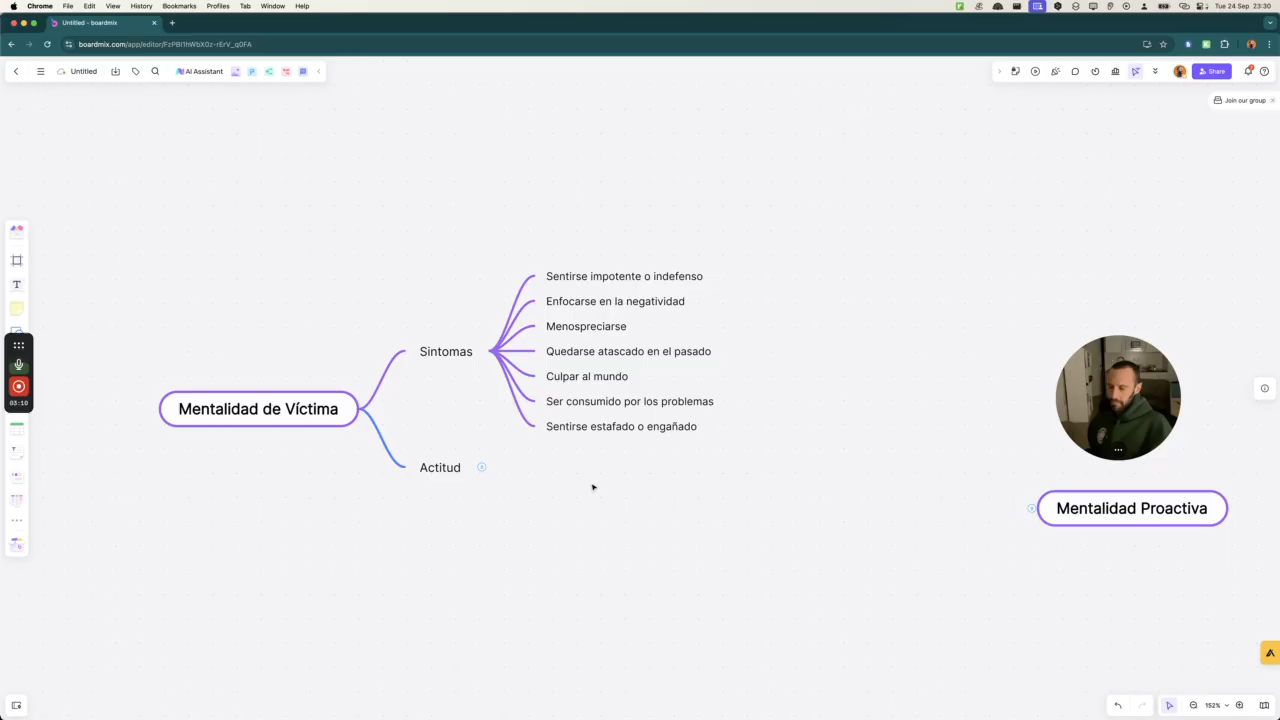 Chrome File Edit View History Bookmarks Profiles Tab Window Help
Tue 24 Sep 23:30
Untitled - boardmix
boardmix.com/app/editor/FzPBI1hWbX0z-rErV_q0FA
Untitled
AI Assistant
Share
Join our group
Sentirse impotente o indefenso
Enfocarse en la negatividad
Menospreciarse
Sintomas
Quedarse atascado en el pasado
Culpar al mundo
Ser consumido por los problemas
Sentirse estafado o engañado
Mentalidad de Víctima
03:10
Actitud
Mentalidad Proactiva
152%